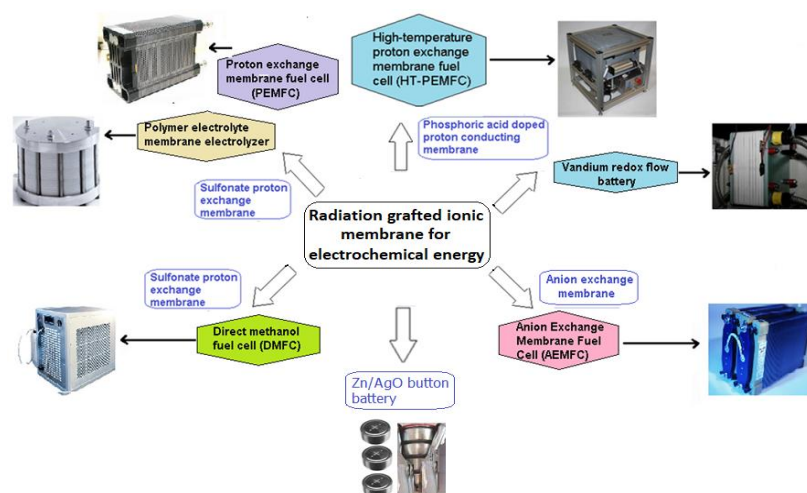 Proton exchange
membrane fuel cell
(PEMFC)
High-temperature
proton exchange
membrane fuel
cell (HT-PEMFC)
Polymer electrolyte
membrane electrolyzer
Phosphoric acid doped
proton conducting
membrane
Vandium redox flow
battery
Sulfonate proton
exchange
membrane
Radiation grafted ionic
membrane for
electrochemical energy
Sulfonate proton
exchange
membrane
Anion exchange
membrane
Direct methanol
fuel cell (DMFC)
Anion Exchange
Membrane Fuel
Cell (AEMFC)
Zn/AgO button
battery